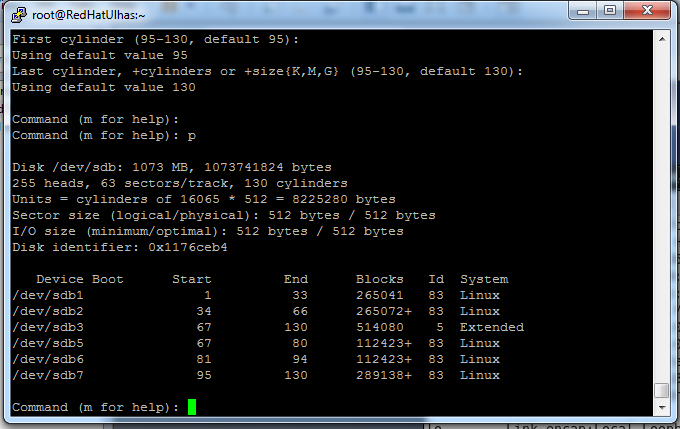 root@RedHatUlhas:~
First cylinder (95-130, default 95):
Using default value 95
Last cylinder, +cylinders or +size{K,M,G} (95-130, default 130):
Using default value 130
Command (m for help):
Command (m for help): p
Disk /dev/sdb: 1073 MB, 1073741824 bytes
255 heads, 63 sectors/track, 130 cylinders
Units = cylinders of 16065 * 512 = 8225280 bytes
Sector size (logical/physical): 512 bytes / 512 bytes
I/O size (minimum/optimal): 512 bytes / 512 bytes
Disk identifier: 0x1176ceb4
Device Boot Start End Blocks Id System
/dev/sdb1 1 33 265041 83 Linux
/dev/sdb2 34 66 265072+ 83 Linux
/dev/sdb3 67 130 514080 5 Extended
/dev/sdb5 67 80 112423+ 83 Linux
/dev/sdb6 81 94 112423+ 83 Linux
/dev/sdb7 95 130 289138+ 83 Linux
Command (m for help):